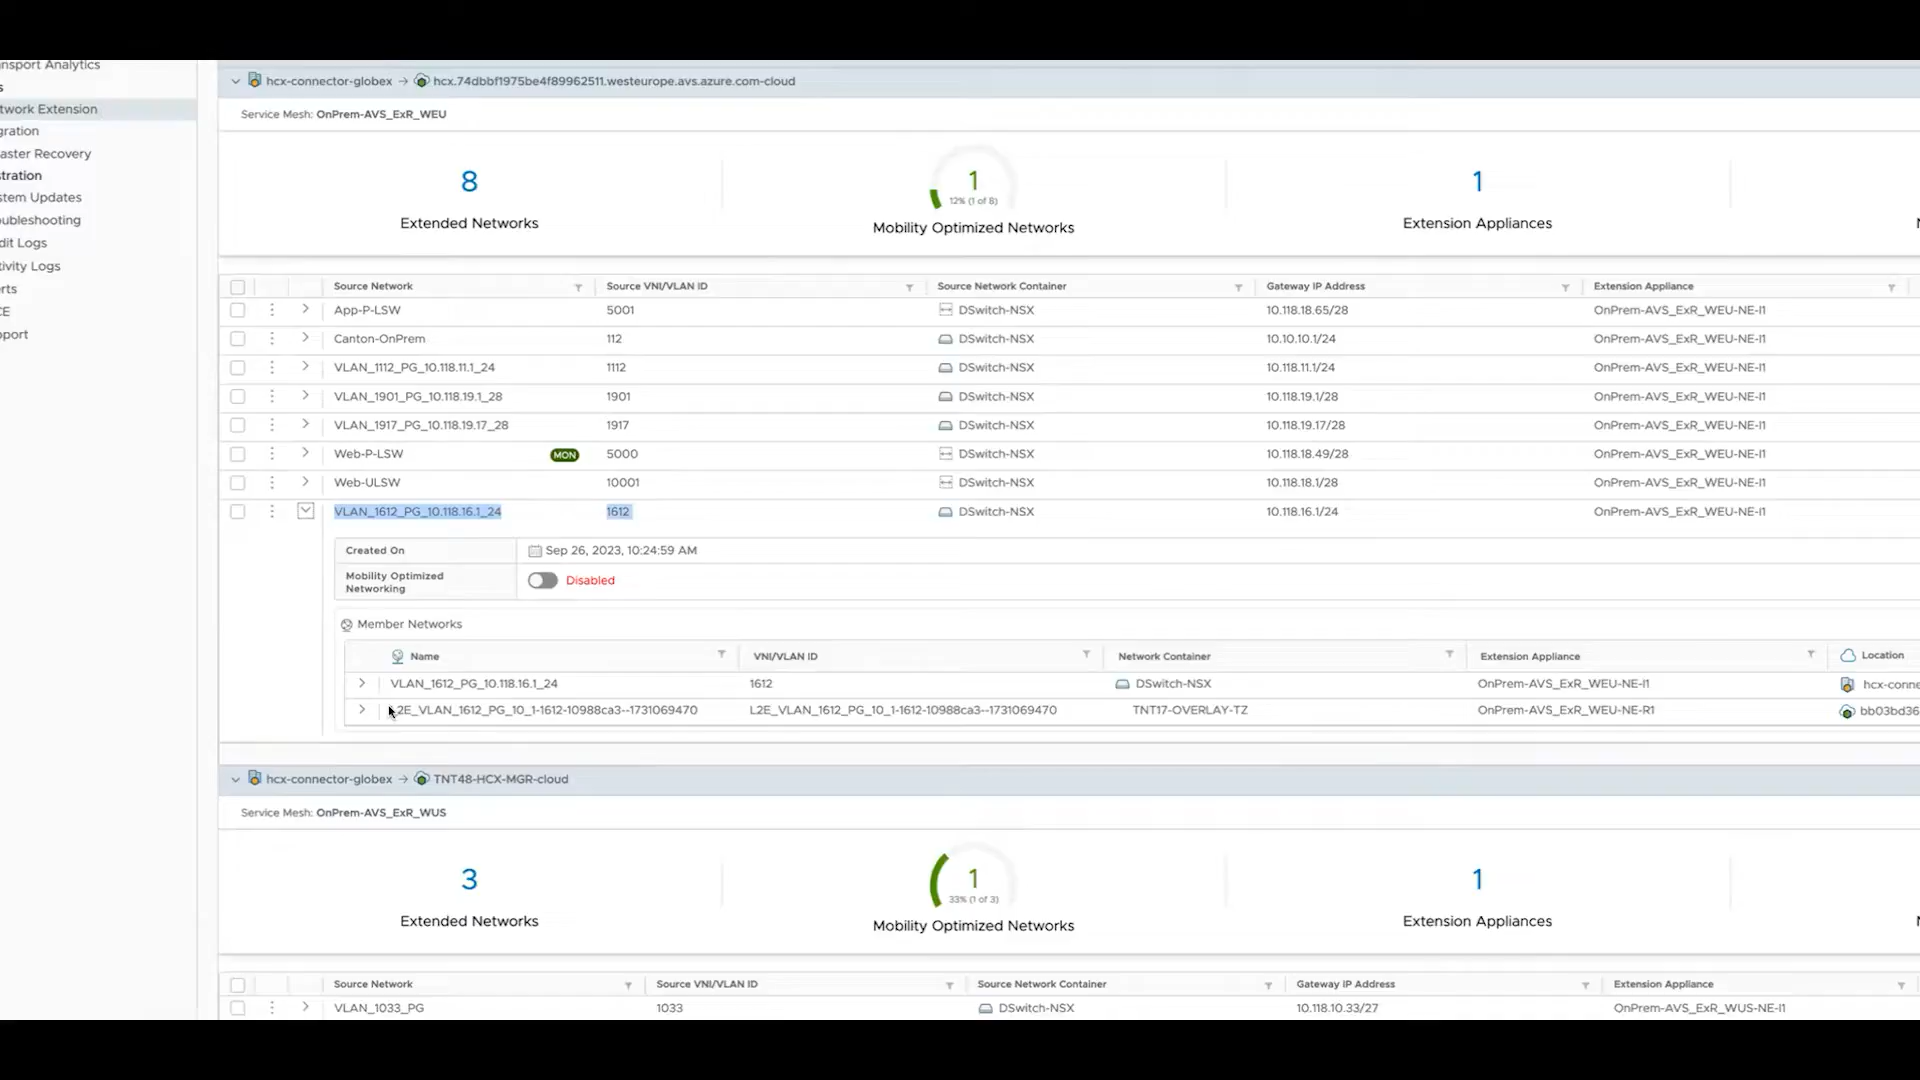 nsport Analytics
s
twork Extension
gration
aster Recovery
stration
stem Updates
oubleshooting
dit Logs
tivity Logs
erts
CE
pport
hcx-connector-globex → hcx.74dbbf1975be4f89962511.westeurope.avs.azure.com-cloud
Service Mesh: OnPrem-AVS_ExR_WEU
8
Extended Networks
1
12% (1 of 8)
Mobility Optimized Networks
1
Extension Appliances
Source Network Source VNI/VLAN ID Source Network Container Gateway IP Address Extension Appliance
App-P-LSW 5001 DSwitch-NSX 10.118.18.65/28 OnPrem-AVS_ExR_WEU-NE-I1
Canton-OnPrem 112 DSwitch-NSX 10.10.10.1/24 OnPrem-AVS_ExR_WEU-NE-I1
VLAN_1112_PG_10.118.11.1_24 1112 DSwitch-NSX 10.118.11.1/24 OnPrem-AVS_ExR_WEU-NE-I1
VLAN_1901_PG_10.118.19.1_28 1901 DSwitch-NSX 10.118.19.1/28 OnPrem-AVS_ExR_WEU-NE-I1
VLAN_1917_PG_10.118.19.17_28 1917 DSwitch-NSX 10.118.19.17/28 OnPrem-AVS_ExR_WEU-NE-I1
Web-P-LSW MON 5000 DSwitch-NSX 10.118.18.49/28 OnPrem-AVS_ExR_WEU-NE-I1
Web-ULSW 10001 DSwitch-NSX 10.118.18.1/28 OnPrem-AVS_ExR_WEU-NE-I1
VLAN_1612_PG_10.118.16.1_24 1612 DSwitch-NSX 10.118.16.1/24 OnPrem-AVS_ExR_WEU-NE-I1
Created On Sep 26, 2023, 10:24:59 AM
Mobility Optimized
Networking
Disabled
Member Networks
Name VNI/VLAN ID Network Container Extension Appliance Location
VLAN_1612_PG_10.118.16.1_24 1612 DSwitch-NSX OnPrem-AVS_ExR_WEU-NE-I1 hcx-conne
L2E_VLAN_1612_PG_10_1-1612-10988ca3--1731069470 L2E_VLAN_1612_PG_10_1-1612-10988ca3--1731069470 TNT17-OVERLAY-TZ OnPrem-AVS_ExR_WEU-NE-R1 bb03bd36
hcx-connector-globex → TNT48-HCX-MGR-cloud
Service Mesh: OnPrem-AVS_ExR_WUS
3
Extended Networks
1
33% (1 of 3)
Mobility Optimized Networks
1
Extension Appliances
Source Network Source VNI/VLAN ID Source Network Container Gateway IP Address Extension Appliance
VLAN_1033_PG 1033 DSwitch-NSX 10.118.10.33/27 OnPrem-AVS_ExR_WUS-NE-I1